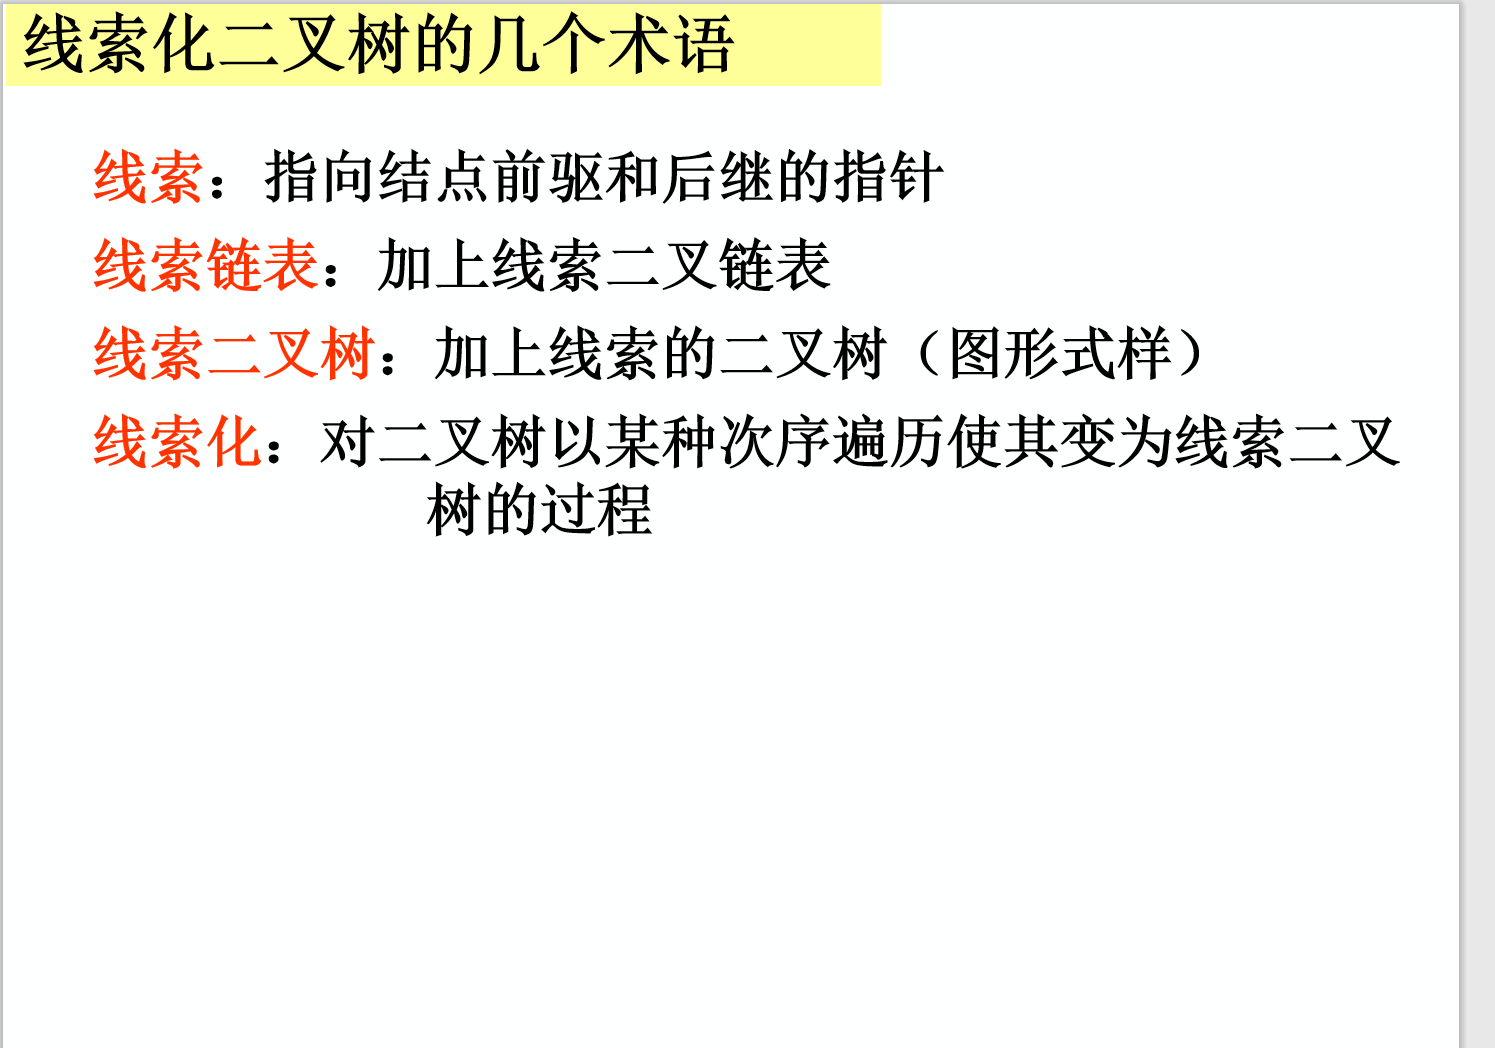 线索化二叉树的几个术语
线索：指向结点前驱和后继的指针
线索链表：加上线索二叉链表
线索二叉树：加上线索的二叉树（图形式样）
线索化：对二叉树以某种次序遍历使其变为线索二叉
树的过程